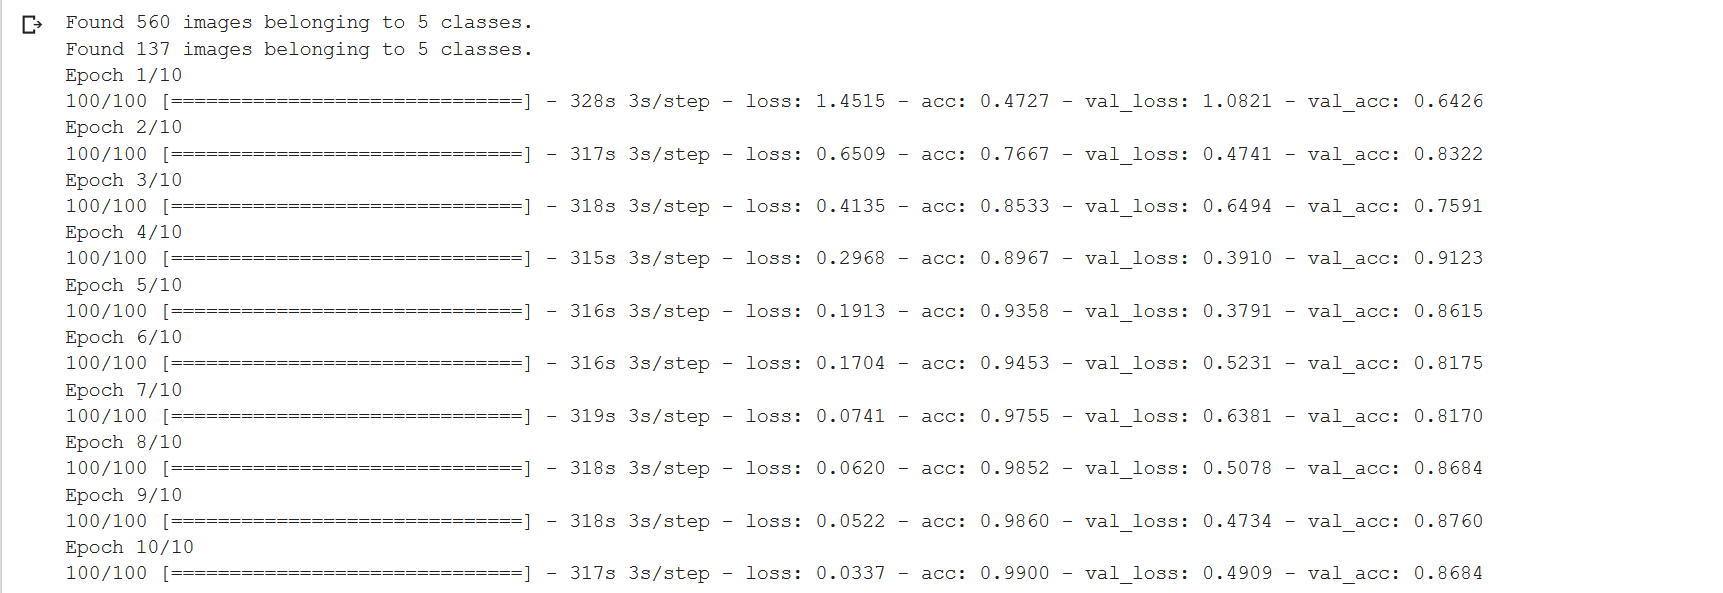 Found 560 images belonging to 5 classes.
Found 137 images belonging to 5 classes.
Epoch 1/10
100/100 [==============================] - 328s 3s/step - loss: 1.4515 - acc: 0.4727 - val_loss: 1.0821 - val_acc: 0.6426
Epoch 2/10
100/100 [==============================] - 317s 3s/step - loss: 0.6509 - acc: 0.7667 - val_loss: 0.4741 - val_acc: 0.8322
Epoch 3/10
100/100 [==============================] - 318s 3s/step - loss: 0.4135 - acc: 0.8533 - val_loss: 0.6494 - val_acc: 0.7591
Epoch 4/10
100/100 [==============================] - 315s 3s/step - loss: 0.2968 - acc: 0.8967 - val_loss: 0.3910 - val_acc: 0.9123
Epoch 5/10
100/100 [==============================] - 316s 3s/step - loss: 0.1913 - acc: 0.9358 - val_loss: 0.3791 - val_acc: 0.8615
Epoch 6/10
100/100 [==============================] - 316s 3s/step - loss: 0.1704 - acc: 0.9453 - val_loss: 0.5231 - val_acc: 0.8175
Epoch 7/10
100/100 [==============================] - 319s 3s/step - loss: 0.0741 - acc: 0.9755 - val_loss: 0.6381 - val_acc: 0.8170
Epoch 8/10
100/100 [==============================] - 318s 3s/step - loss: 0.0620 - acc: 0.9852 - val_loss: 0.5078 - val_acc: 0.8684
Epoch 9/10
100/100 [==============================] - 318s 3s/step - loss: 0.0522 - acc: 0.9860 - val_loss: 0.4734 - val_acc: 0.8760
Epoch 10/10
100/100 [==============================] - 317s 3s/step - loss: 0.0337 - acc: 0.9900 - val_loss: 0.4909 - val_acc: 0.8684